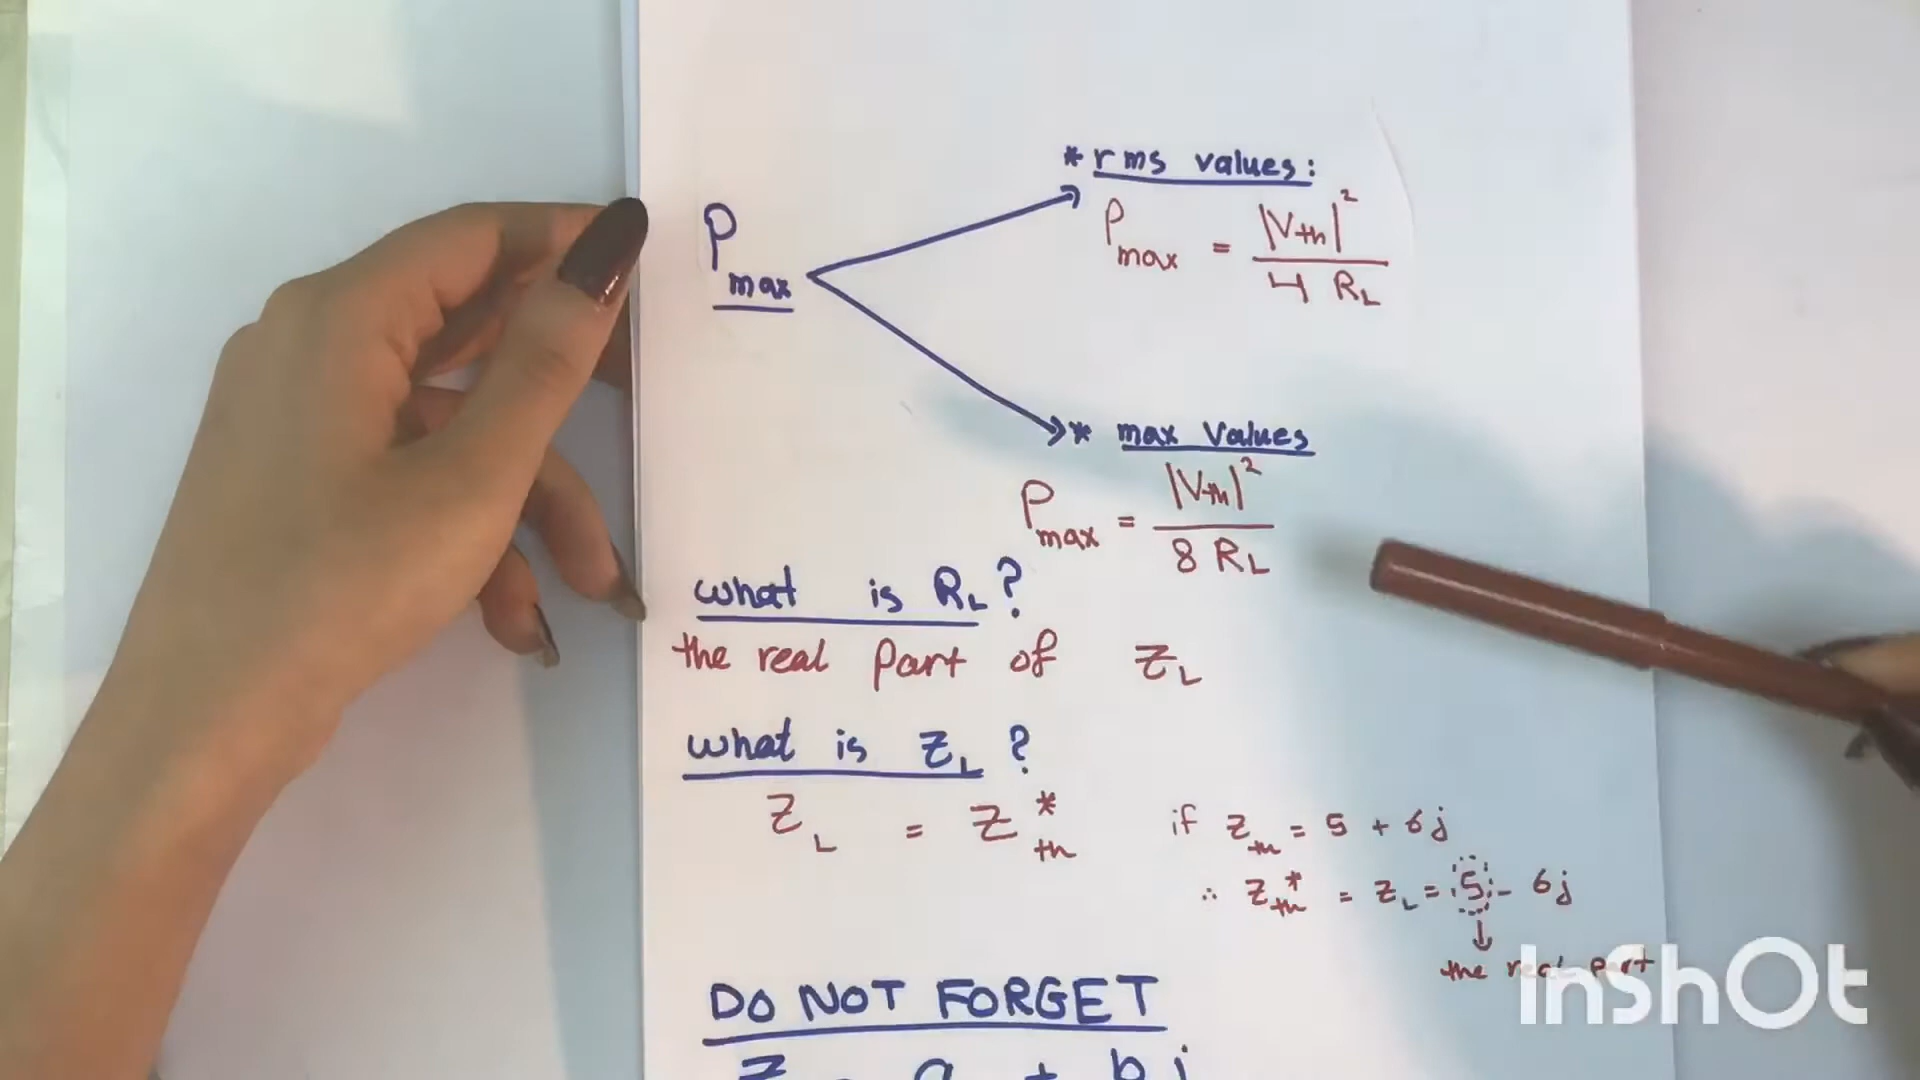 * rms values:
P max = |Vth|² / 4 RL
P max
* max values
P max = |Vth|² / 8 RL
what is RL ?
the real part of ZL
what is ZL ?
ZL = Z*th
if Zth = 5 + 6j
∴ Z*th = ZL = 5 - 6j
the real part
InShOt
DO NOT FORGET
Z = a + bj